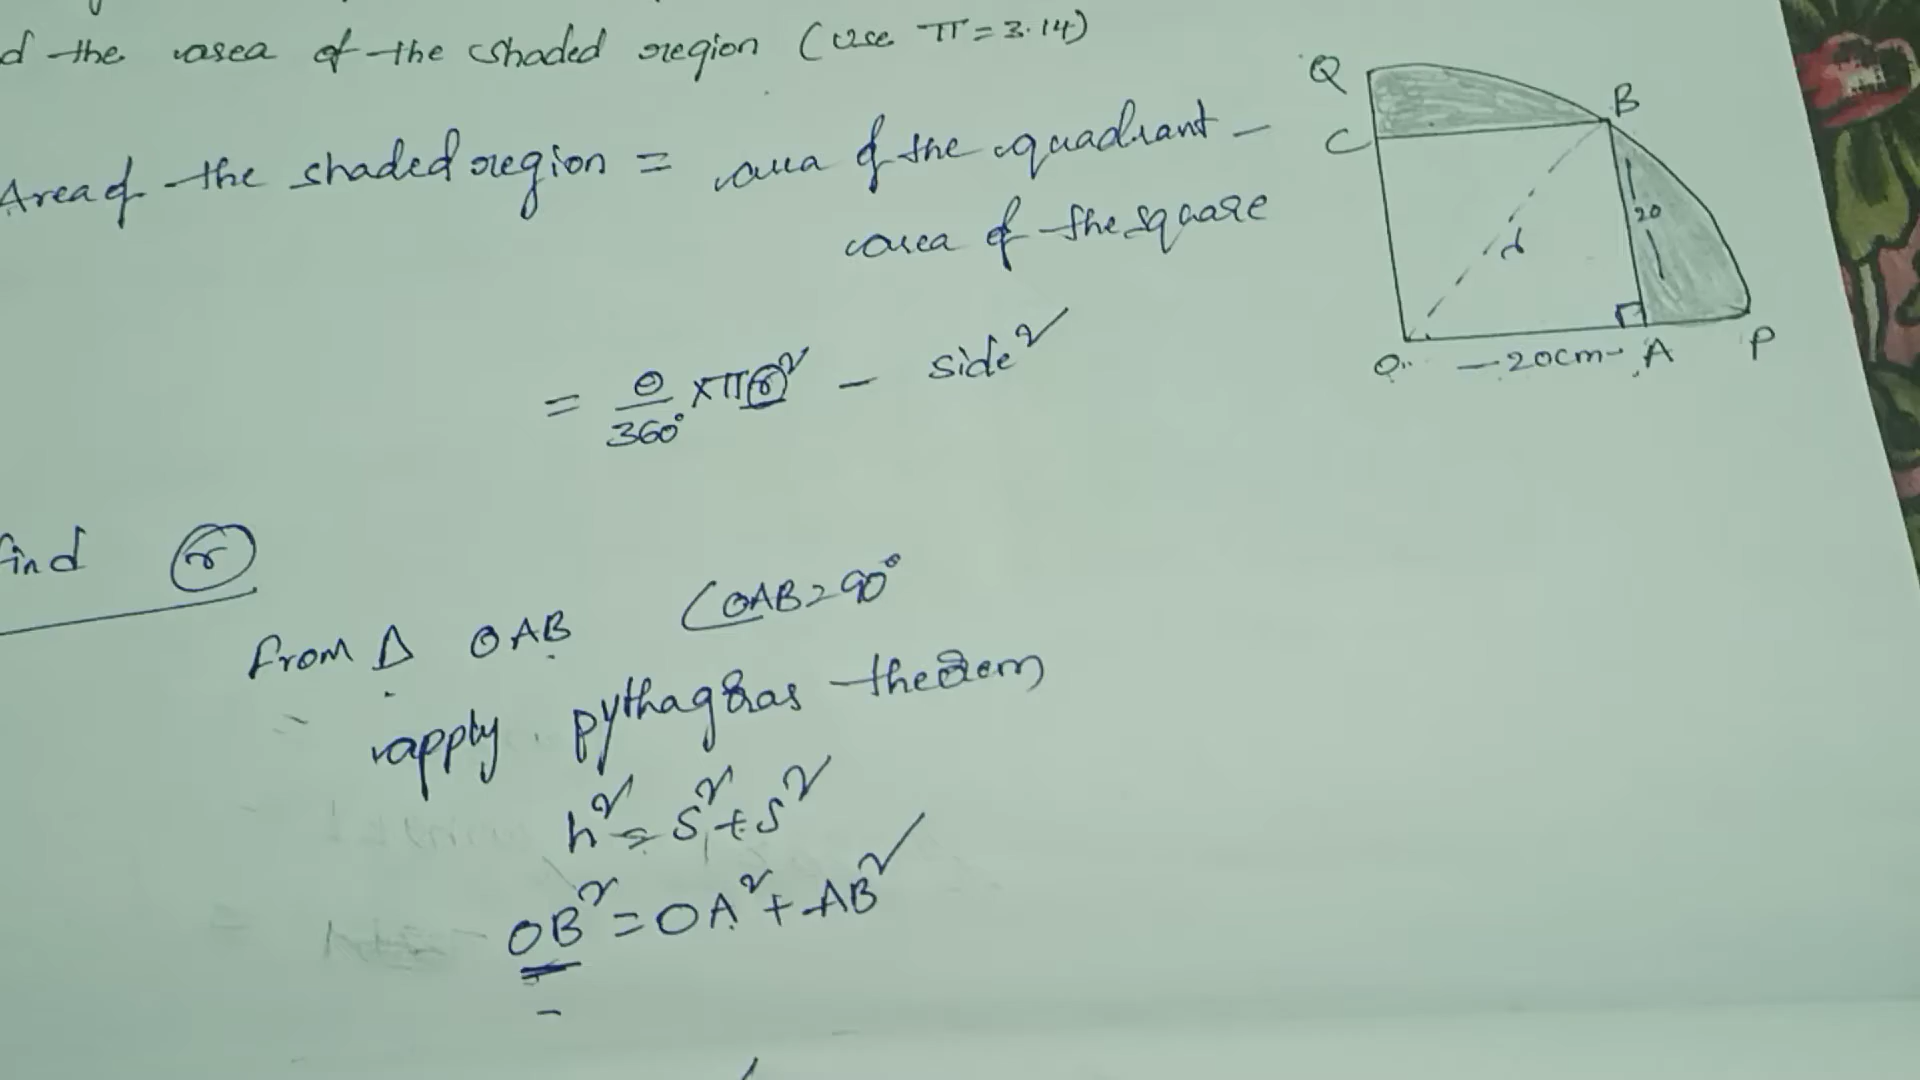 d the area of the shaded region (Use π = 3.14)
Area of the shaded region = area of the quadrant –
area of the square
= θ/360° × πr² – side²
find r
from Δ OAB ∠OAB = 90°
apply pythagoras theorem
h² = s² + s²
OB² = OA² + AB²
Q
B
C
20
r
O – 20cm – A P